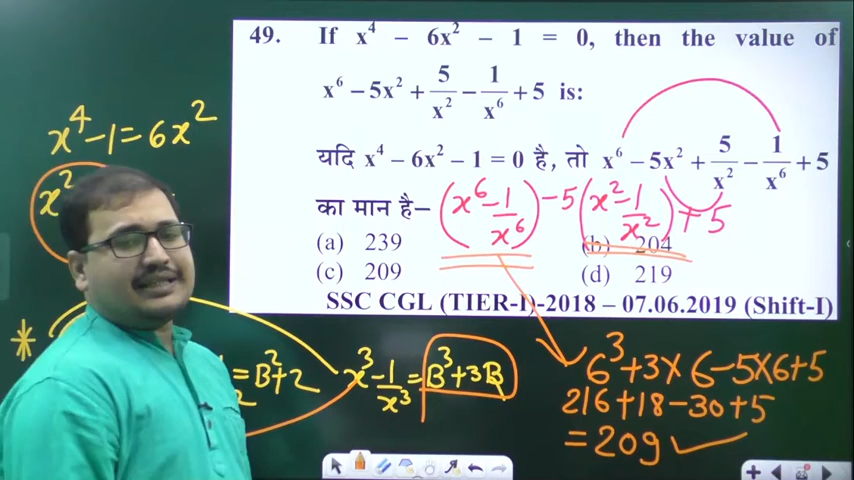 49. If x⁴ − 6x² − 1 = 0, then the value of
x⁶ − 5x² + 5/x² − 1/x⁶ + 5 is:
यदि x⁴ − 6x² − 1 = 0 है, तो x⁶ − 5x² + 5/x² − 1/x⁶ + 5
का मान है– (x⁶ − 1/x⁶) − 5(x² − 1/x²) + 5
(a) 239 (b) 204
(c) 209 (d) 219
SSC CGL (TIER-I)-2018 – 07.06.2019 (Shift-I)
x⁴ − 1 = 6x²
x²
= B² + 2
x³ − 1/x³ = B³ + 3B
6³ + 3 × 6 − 5 × 6 + 5
216 + 18 − 30 + 5
= 209 ✓